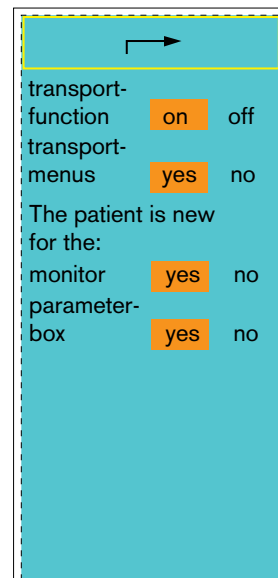 transport-
function on off
transport-
menus yes no
The patient is new
for the:
monitor yes no
parameter-
box yes no